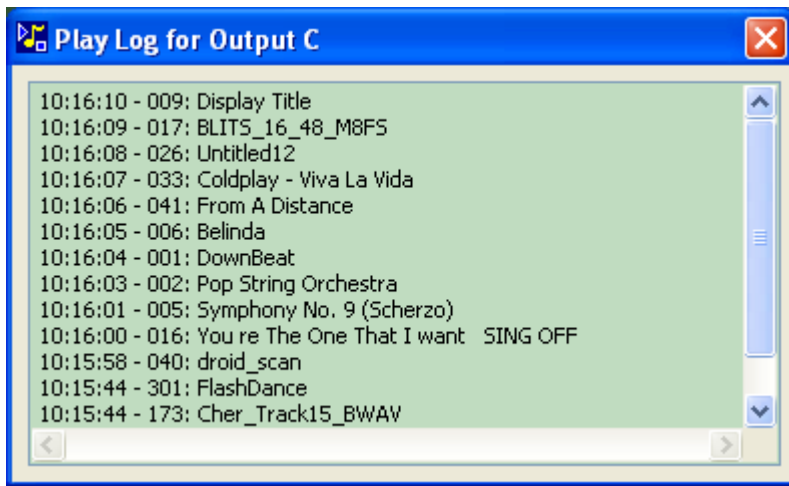 Play Log for Output C
10:16:10 - 009: Display Title
10:16:09 - 017: BLITS_16_48_M8FS
10:16:08 - 026: Untitled12
10:16:07 - 033: Coldplay - Viva La Vida
10:16:06 - 041: From A Distance
10:16:05 - 006: Belinda
10:16:04 - 001: DownBeat
10:16:03 - 002: Pop String Orchestra
10:16:01 - 005: Symphony No. 9 (Scherzo)
10:16:00 - 016: You re The One That I want   SING OFF
10:15:58 - 040: droid_scan
10:15:44 - 301: FlashDance
10:15:44 - 173: Cher_Track15_BWAV